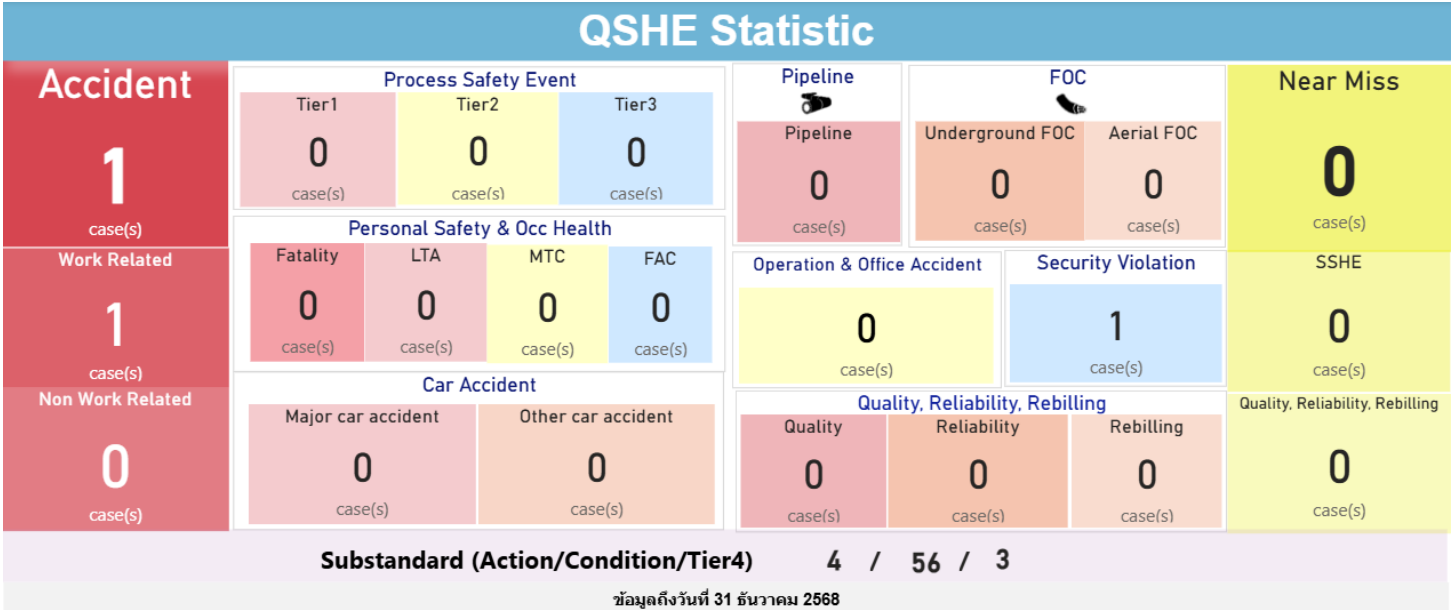 QSHE Statistic
Accident
1
case(s)
Work Related
1
case(s)
Non Work Related
0
case(s)
Process Safety Event
Tier1 Tier2 Tier3
0 0 0
case(s) case(s) case(s)
Personal Safety & Occ Health
Fatality LTA MTC FAC
0 0 0 0
case(s) case(s) case(s) case(s)
Car Accident
Major car accident Other car accident
0 0
case(s) case(s)
Pipeline
Pipeline
0
case(s)
FOC
Underground FOC Aerial FOC
0 0
case(s) case(s)
Operation & Office Accident
0
case(s)
Security Violation
1
case(s)
Quality, Reliability, Rebilling
Quality Reliability Rebilling
0 0 0
case(s) case(s) case(s)
Near Miss
0
case(s)
SSHE
0
case(s)
Quality, Reliability, Rebilling
0
case(s)
Substandard (Action/Condition/Tier4) 4 / 56 / 3
ข้อมูลถึงวันที่ 31 ธันวาคม 2568